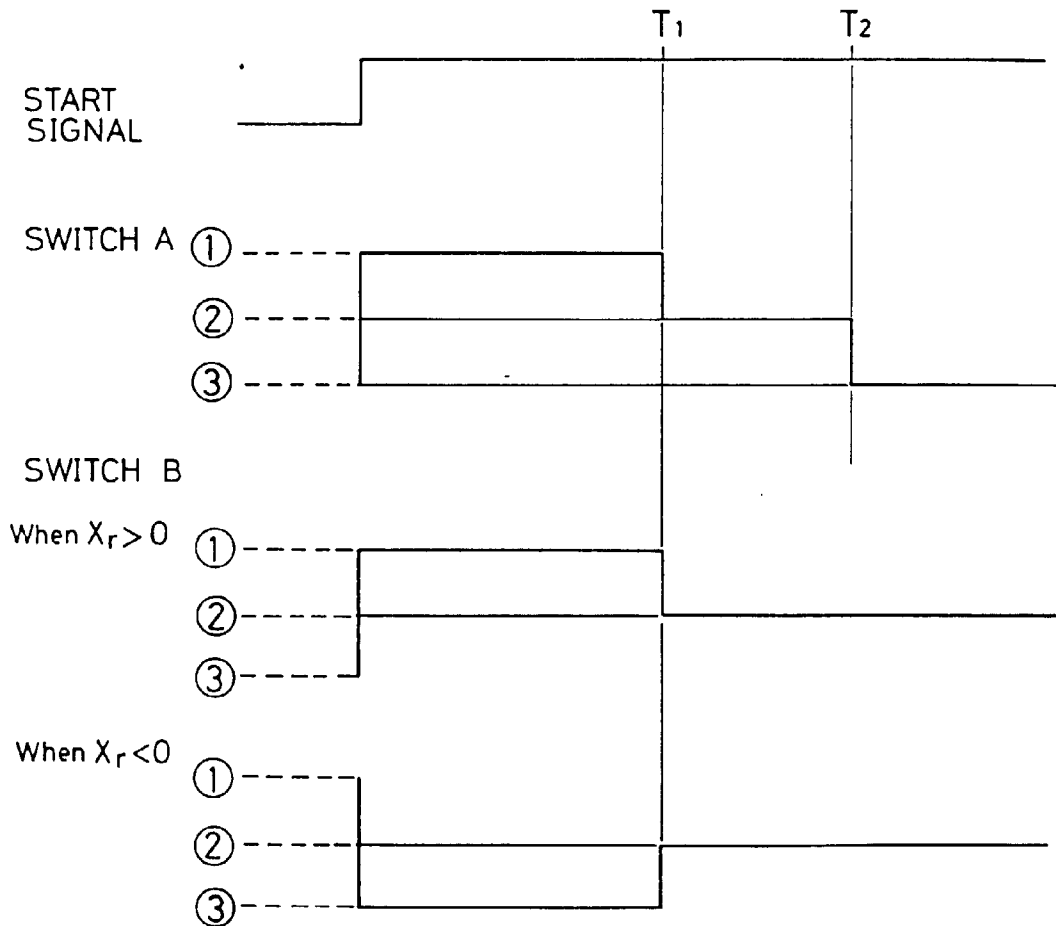 T1 T2
START
SIGNAL
SWITCH A ①
②
③
SWITCH B
When Xr>0 ①
②
③
When Xr<0 ①
②
③